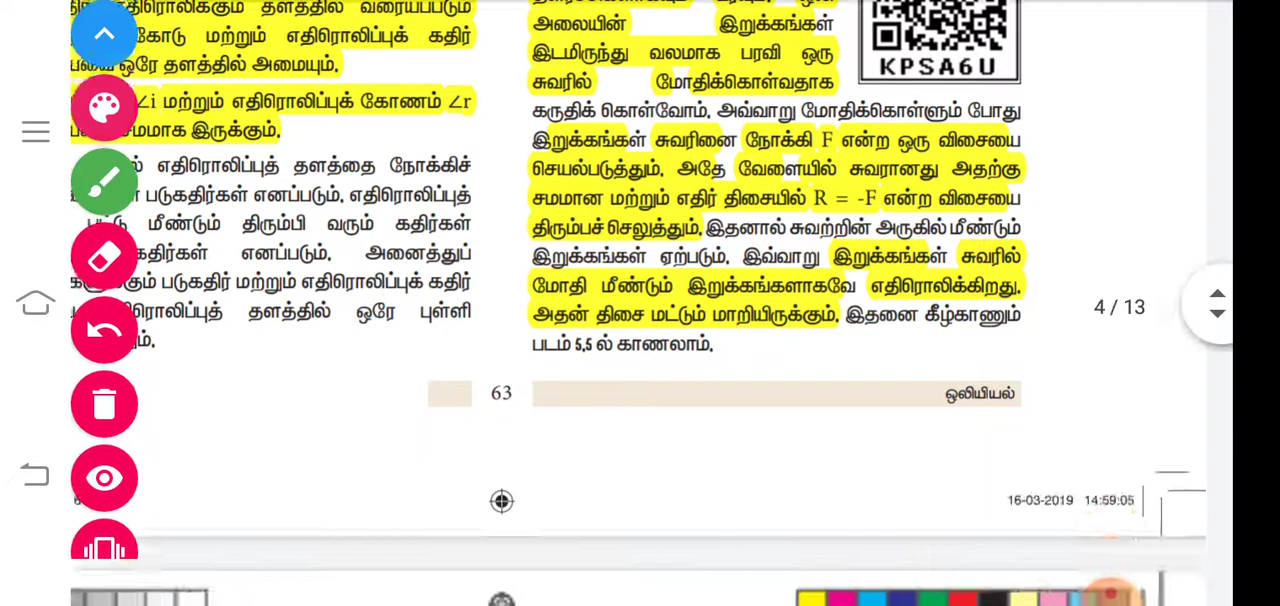 எதிரொலிக்கும் தளத்தில் வரையப்படும்
கோடு மற்றும் எதிரொலிப்புக் கதிர்
ஒரே தளத்தில் அமையும்.
∠i மற்றும் எதிரொலிப்புக் கோணம் ∠r
சமமாக இருக்கும்.
எதிரொலிப்புத் தளத்தை நோக்கிச்
படுகதிர்கள் எனப்படும். எதிரொலிப்புத்
பட்டு மீண்டும் திரும்பி வரும் கதிர்கள்
எனப்படும். அனைத்துப்
படுகதிர் மற்றும் எதிரொலிப்புக் கதிர்
தளத்தில் ஒரே புள்ளி
அலையின் இறுக்கங்கள்
இடமிருந்து வலமாக பரவி ஒரு
சுவரில் மோதிக்கொள்வதாக
கருதிக் கொள்வோம். அவ்வாறு மோதிக்கொள்ளும் போது
இறுக்கங்கள் சுவரினை நோக்கி F என்ற ஒரு விசையை
செயல்படுத்தும். அதே வேளையில் சுவரானது அதற்கு
சமமான மற்றும் எதிர் திசையில் R = -F என்ற விசையை
திரும்பச் செலுத்தும். இதனால் சுவற்றின் அருகில் மீண்டும்
இறுக்கங்கள் ஏற்படும். இவ்வாறு இறுக்கங்கள் சுவரில்
மோதி மீண்டும் இறுக்கங்களாகவே எதிரொலிக்கிறது.
அதன் திசை மட்டும் மாறியிருக்கும். இதனை கீழ்காணும்
படம் 5.5 ல் காணலாம்.
KPSA6U
4 / 13
63
ஒலியியல்
16-03-2019 14:59:05